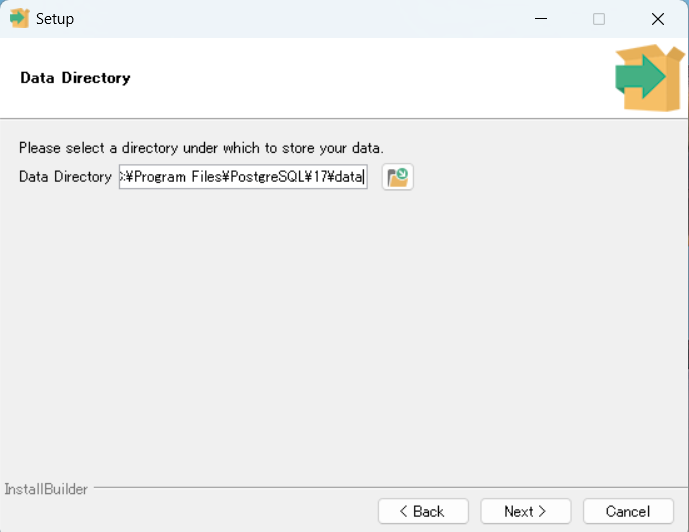 Setup
Data Directory
Please select a directory under which to store your data.
Data Directory :¥Program Files¥PostgreSQL¥17¥data
InstallBuilder
< Back Next > Cancel